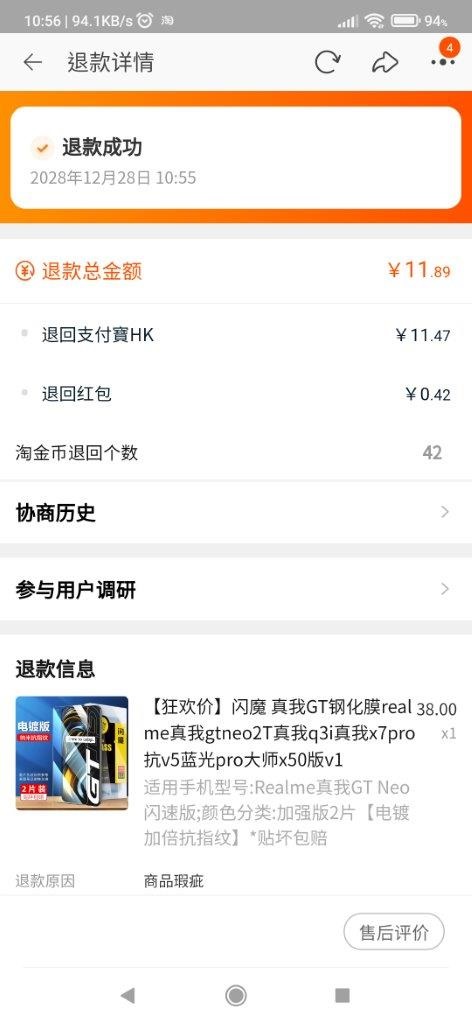 10:56 | 94.1KB/s 淘 94%
退款详情
4
退款成功
2028年12月28日 10:55
退款总金额 ￥11.89
退回支付寶HK ￥11.47
退回红包 ￥0.42
淘金币退回个数 42
协商历史
参与用户调研
退款信息
【狂欢价】闪魔 真我GT钢化膜real 38.00
me真我gtneo2T真我q3i真我x7pro x1
抗v5蓝光pro大师x50版v1
适用手机型号:Realme真我GT Neo
闪速版;颜色分类:加强版2片【电镀
加倍抗指纹】*贴坏包赔
电镀版
纳米抗指纹
GT
闪魔
2片装
退款原因 商品瑕疵
售后评价